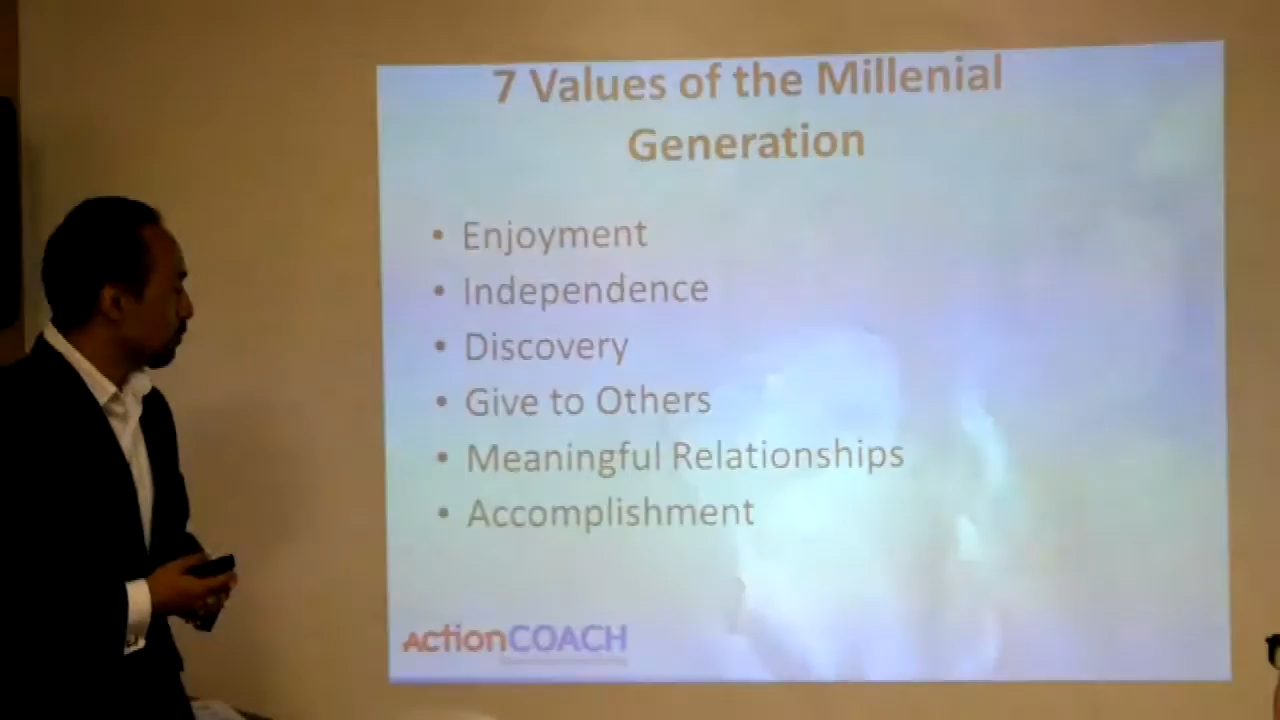 7 Values of the Millenial
Generation
• Enjoyment
• Independence
• Discovery
• Give to Others
• Meaningful Relationships
• Accomplishment
ActionCOACH